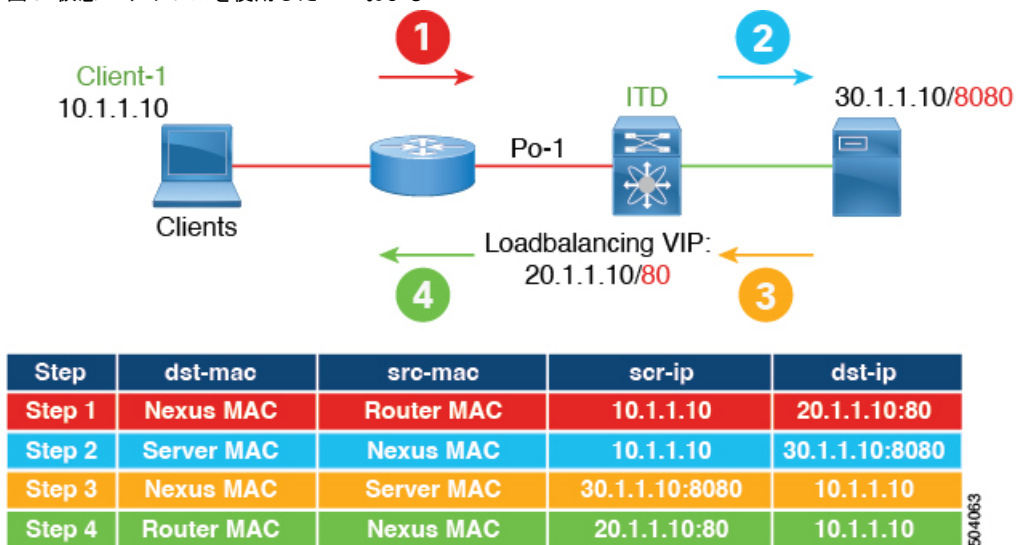 1
2
Client-1
10.1.1.10
ITD
30.1.1.10/8080
Po-1
Clients
Loadbalancing VIP:
20.1.1.10/80
4
3
Step dst-mac src-mac scr-ip dst-ip
Step 1 Nexus MAC Router MAC 10.1.1.10 20.1.1.10:80
Step 2 Server MAC Nexus MAC 10.1.1.10 30.1.1.10:8080
Step 3 Nexus MAC Server MAC 30.1.1.10:8080 10.1.1.10
Step 4 Router MAC Nexus MAC 20.1.1.10:80 10.1.1.10
504063